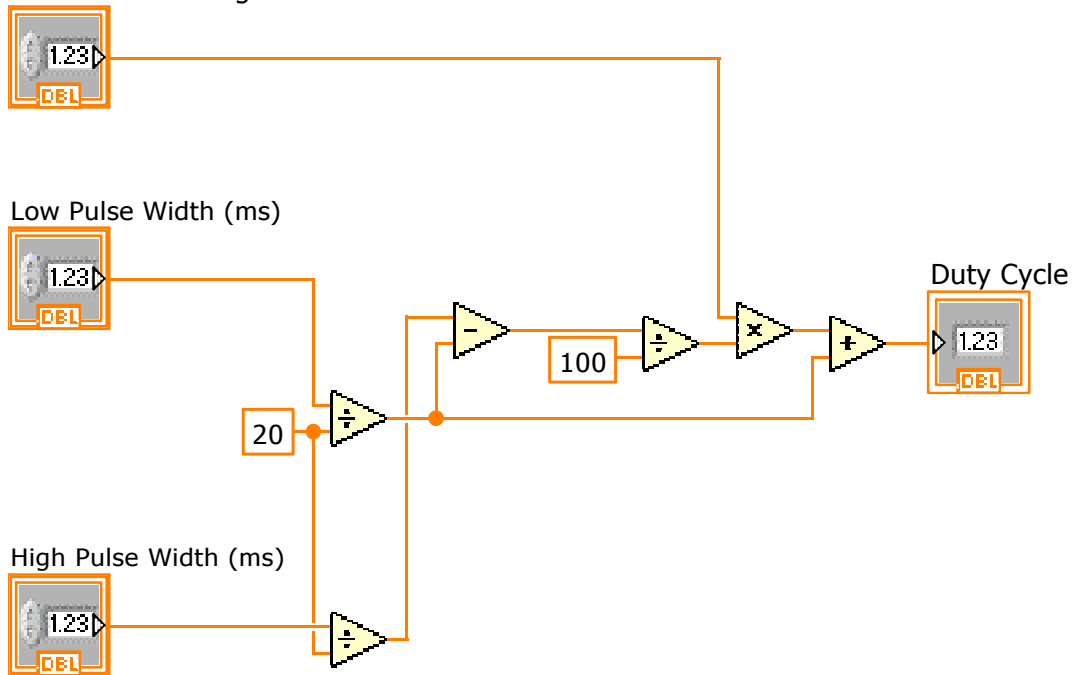 1.23
DBL
Low Pulse Width (ms)
1.23
DBL
Duty Cycle
1.23
DBL
-
÷
100
×
+
÷
20
High Pulse Width (ms)
1.23
DBL
÷